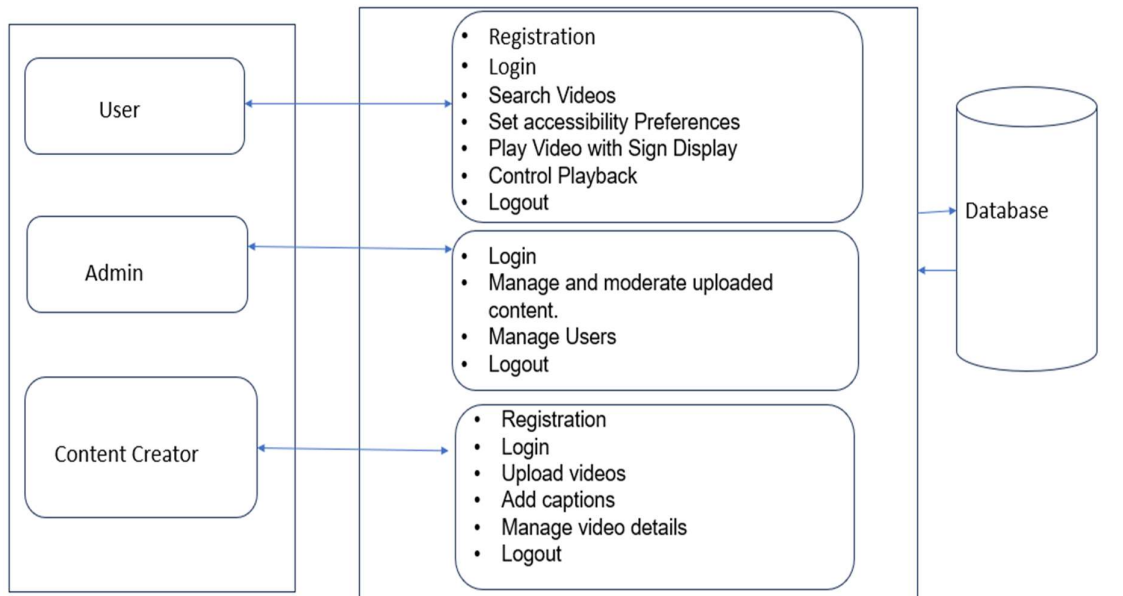 User
Admin
Content Creator
• Registration
• Login
• Search Videos
• Set accessibility Preferences
• Play Video with Sign Display
• Control Playback
• Logout
• Login
• Manage and moderate uploaded
content.
• Manage Users
• Logout
• Registration
• Login
• Upload videos
• Add captions
• Manage video details
• Logout
Database